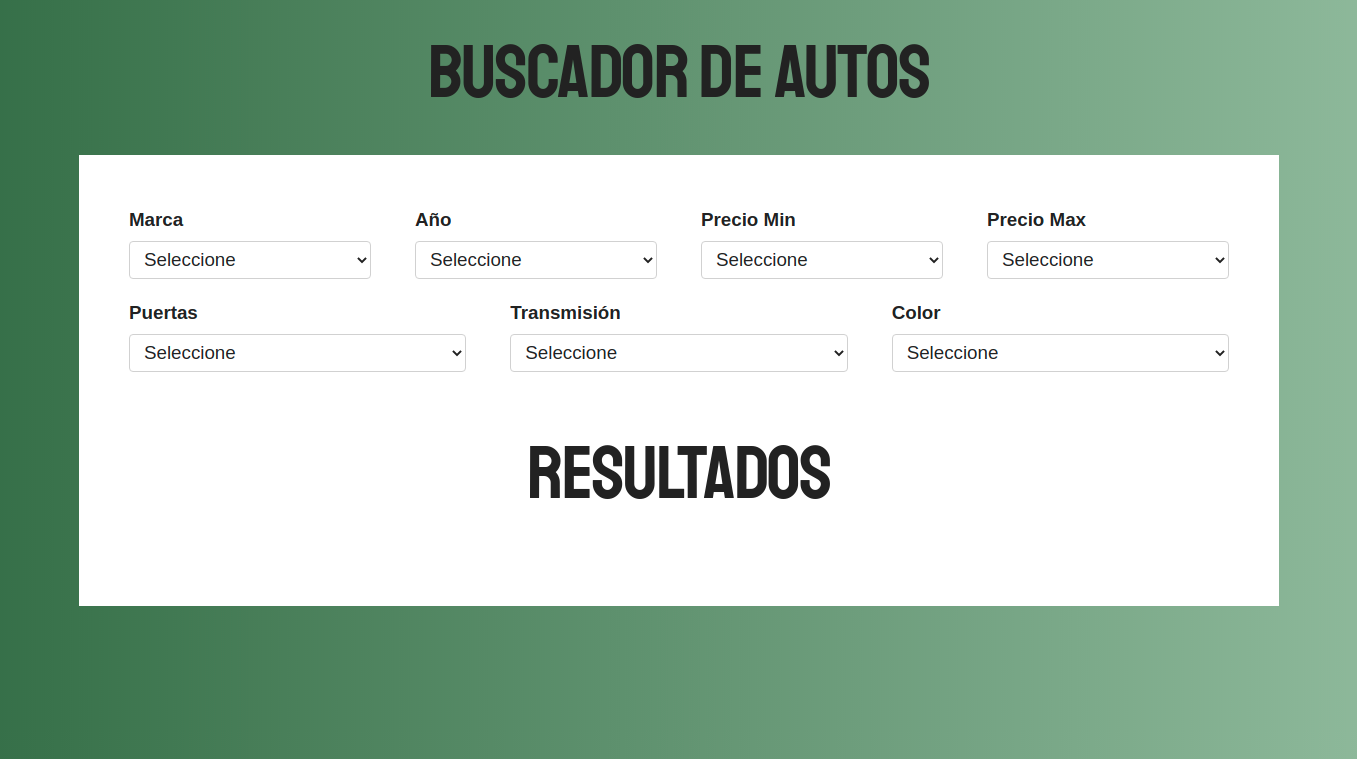 BUSCADOR DE AUTOS
Marca Año Precio Min Precio Max
Seleccione Seleccione Seleccione Seleccione
Puertas Transmisión Color
Seleccione Seleccione Seleccione
RESULTADOS